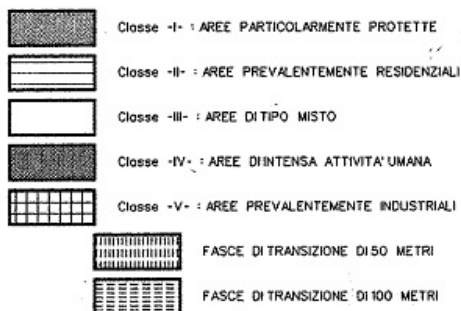 Classe -I- : AREE PARTICOLARMENTE PROTETTE
Classe -II- : AREE PREVALENTEMENTE RESIDENZIALI
Classe -III- : AREE DI TIPO MISTO
Classe -IV- : AREE DI INTENSA ATTIVITA' UMANA
Classe -V- : AREE PREVALENTEMENTE INDUSTRIALI
FASCE DI TRANSIZIONE DI 50 METRI
FASCE DI TRANSIZIONE DI 100 METRI